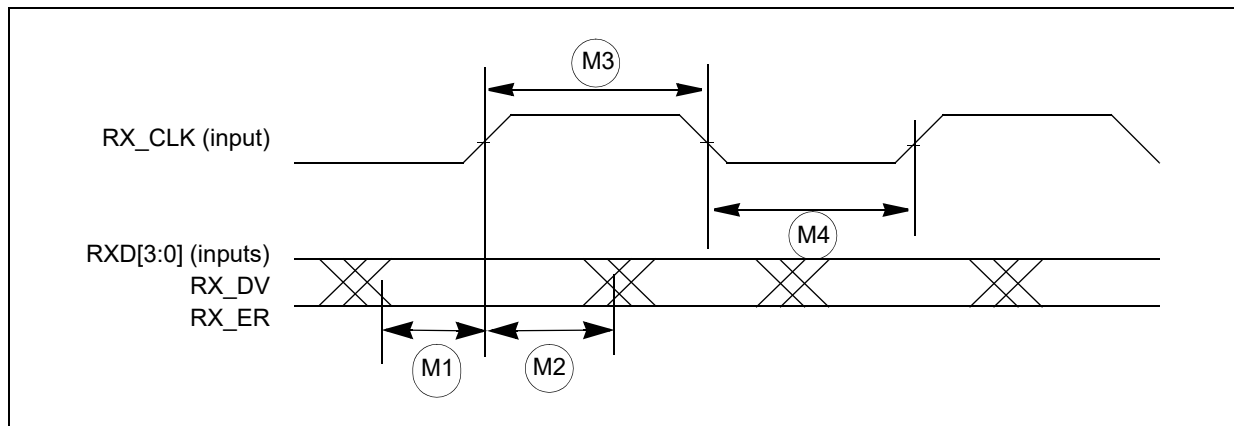 M3
RX_CLK (input)
M4
RXD[3:0] (inputs)
RX_DV
RX_ER
M1
M2